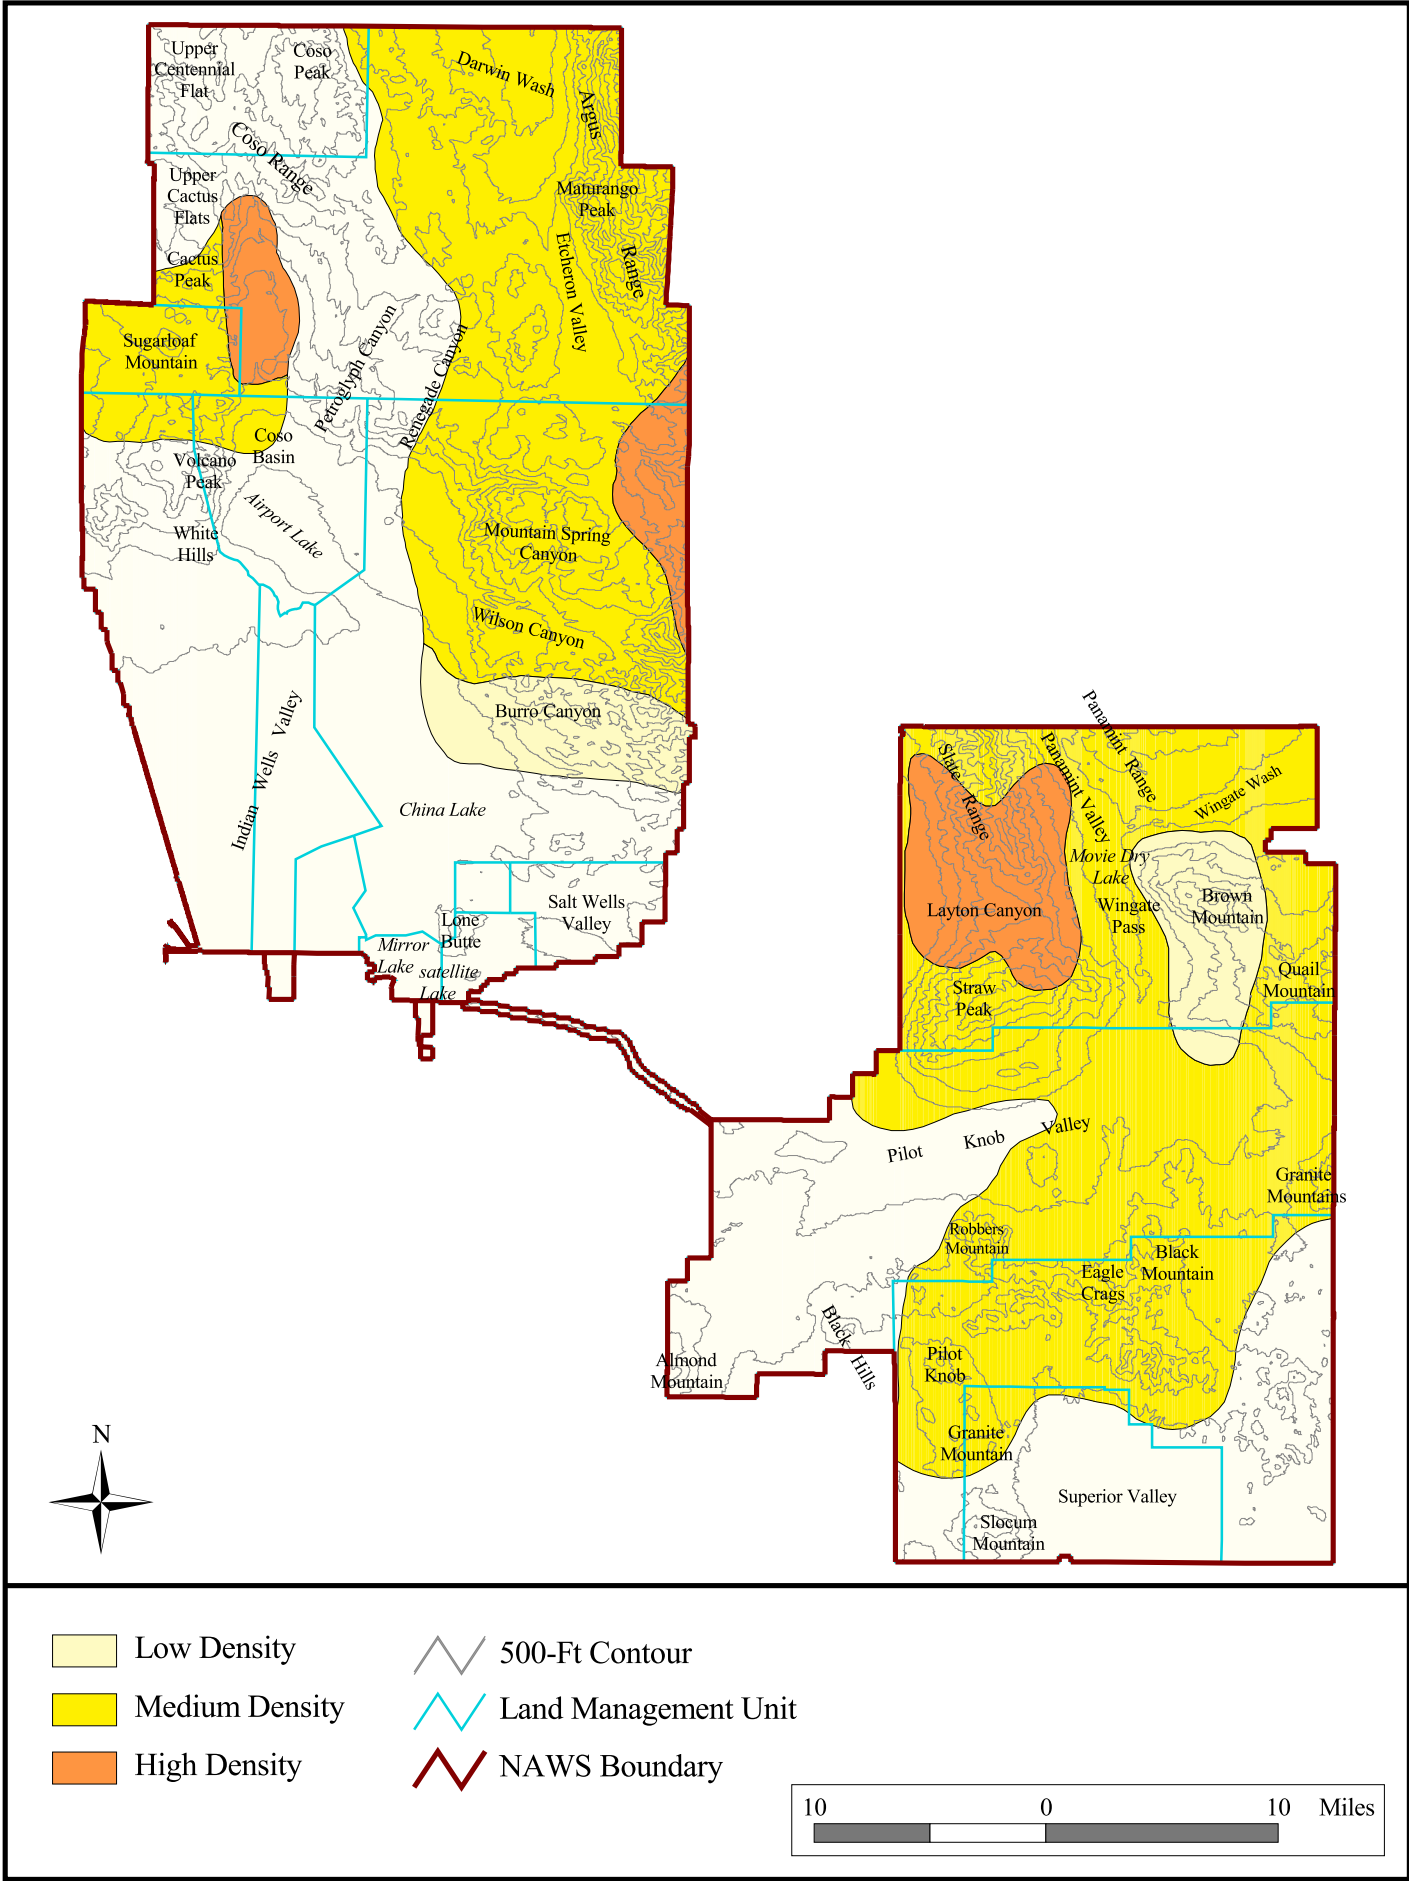 Upper
Centennial
Flat
Coso
Peak
Darwin Wash
Argus
Range
Coso Range
Upper
Cactus
Flats
Maturango
Peak
Etcheron Valley
Cactus
Peak
Sugarloaf
Mountain
Petroglyph Canyon
Renegade Canyon
Coso
Basin
Volcano
Peak
Airport Lake
White
Hills
Mountain Spring
Canyon
Wilson Canyon
Burro Canyon
Indian Wells Valley
China Lake
Salt Wells
Valley
Lone
Butte
Mirror
Lake
satellite
Lake
Panamint Range
Slate Range
Panamint Valley
Wingate Wash
Movie Dry
Lake
Layton Canyon
Wingate
Pass
Brown
Mountain
Quail
Mountain
Straw
Peak
Pilot Knob Valley
Granite
Mountains
Robbers
Mountain
Black
Mountain
Eagle
Crags
Black Hills
Almond
Mountain
Pilot
Knob
Granite
Mountain
Superior Valley
Slocum
Mountain
N
Low Density
Medium Density
High Density
500-Ft Contour
Land Management Unit
NAWS Boundary
10 0 10 Miles